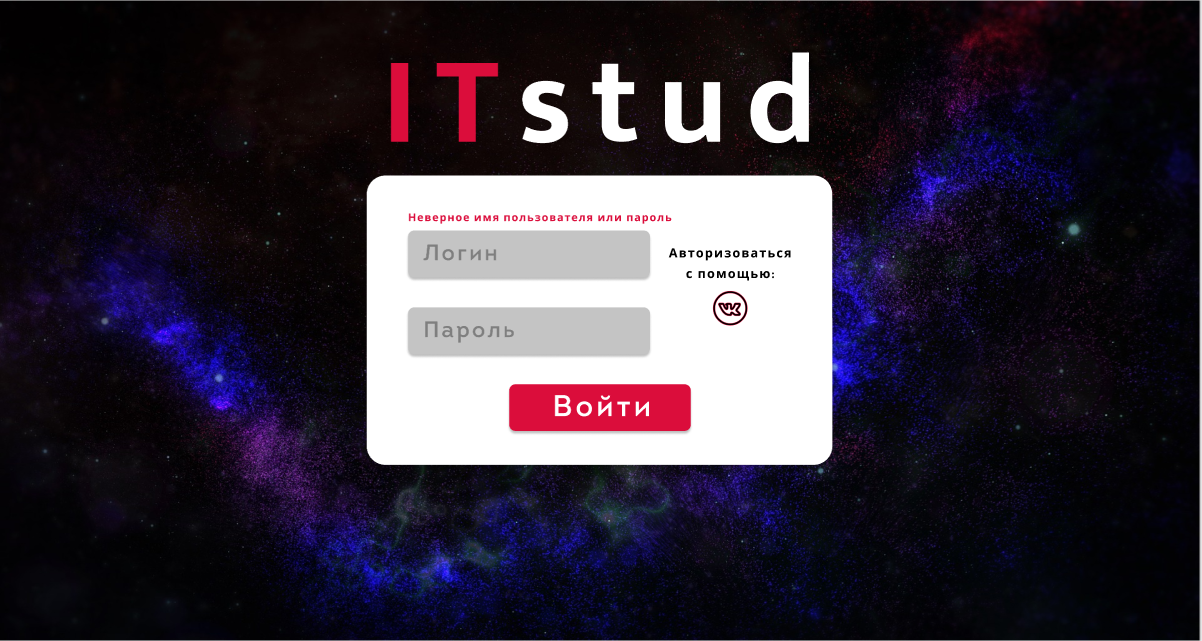 ITstud
Неверное имя пользователя или пароль
Логин
Авторизоваться
с помощью:
Пароль
Войти